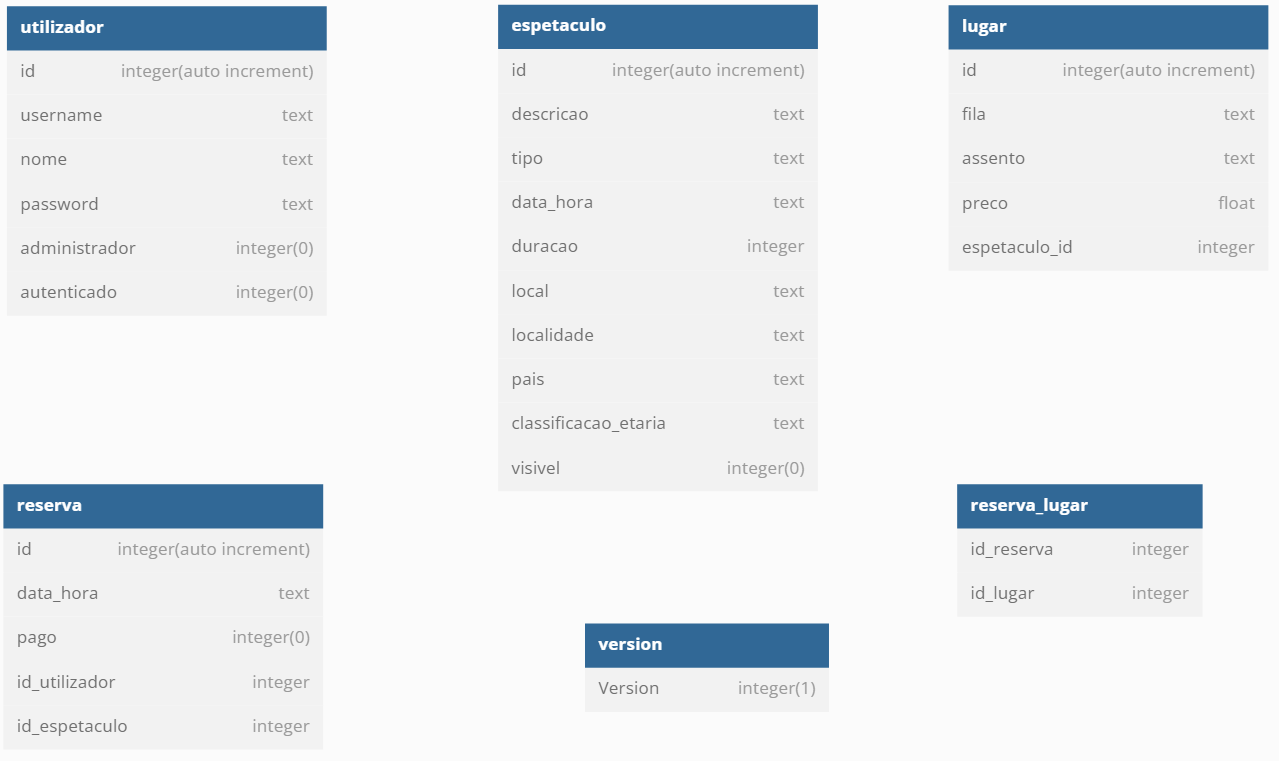 utilizador
id integer(auto increment)
username text
nome text
password text
administrador integer(0)
autenticado integer(0)
espetaculo
id integer(auto increment)
descricao text
tipo text
data_hora text
duracao integer
local text
localidade text
pais text
classificacao_etaria text
visivel integer(0)
lugar
id integer(auto increment)
fila text
assento text
preco float
espetaculo_id integer
reserva
id integer(auto increment)
data_hora text
pago integer(0)
id_utilizador integer
id_espetaculo integer
version
Version integer(1)
reserva_lugar
id_reserva integer
id_lugar integer